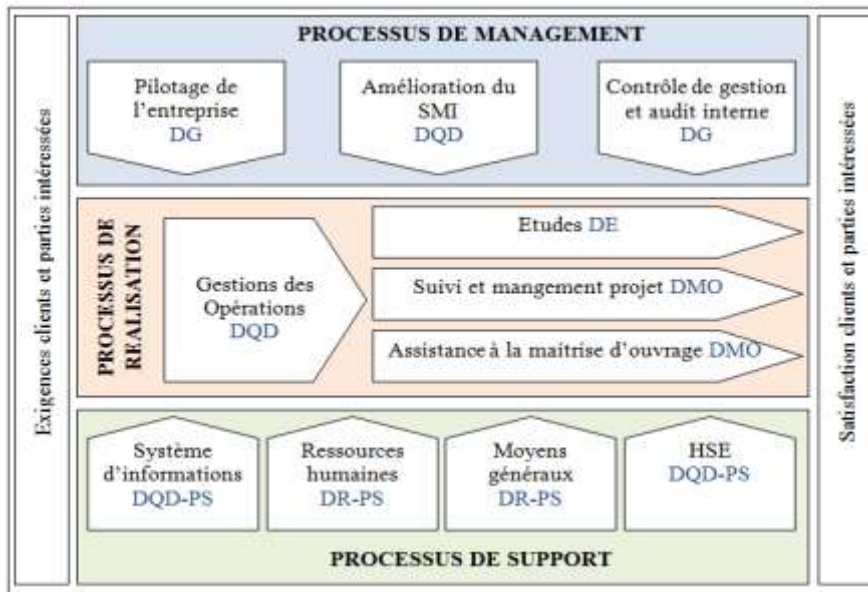 Exigences clients et parties intéressées
PROCESSUS DE MANAGEMENT
Pilotage de
l'entreprise
DG
Amélioration du
SMI
DQD
Contrôle de gestion
et audit interne
DG
PROCESSUS DE
REALISATION
Gestions des
Opérations
DQD
Etudes DE
Suivi et mangement projet DMO
Assistance à la maîtrise d'ouvrage DMO
Système
d'informations
DQD-PS
Ressources
humaines
DR-PS
Moyens
généraux
DR-PS
HSE
DQD-PS
PROCESSUS DE SUPPORT
Satisfaction clients et parties intéressées